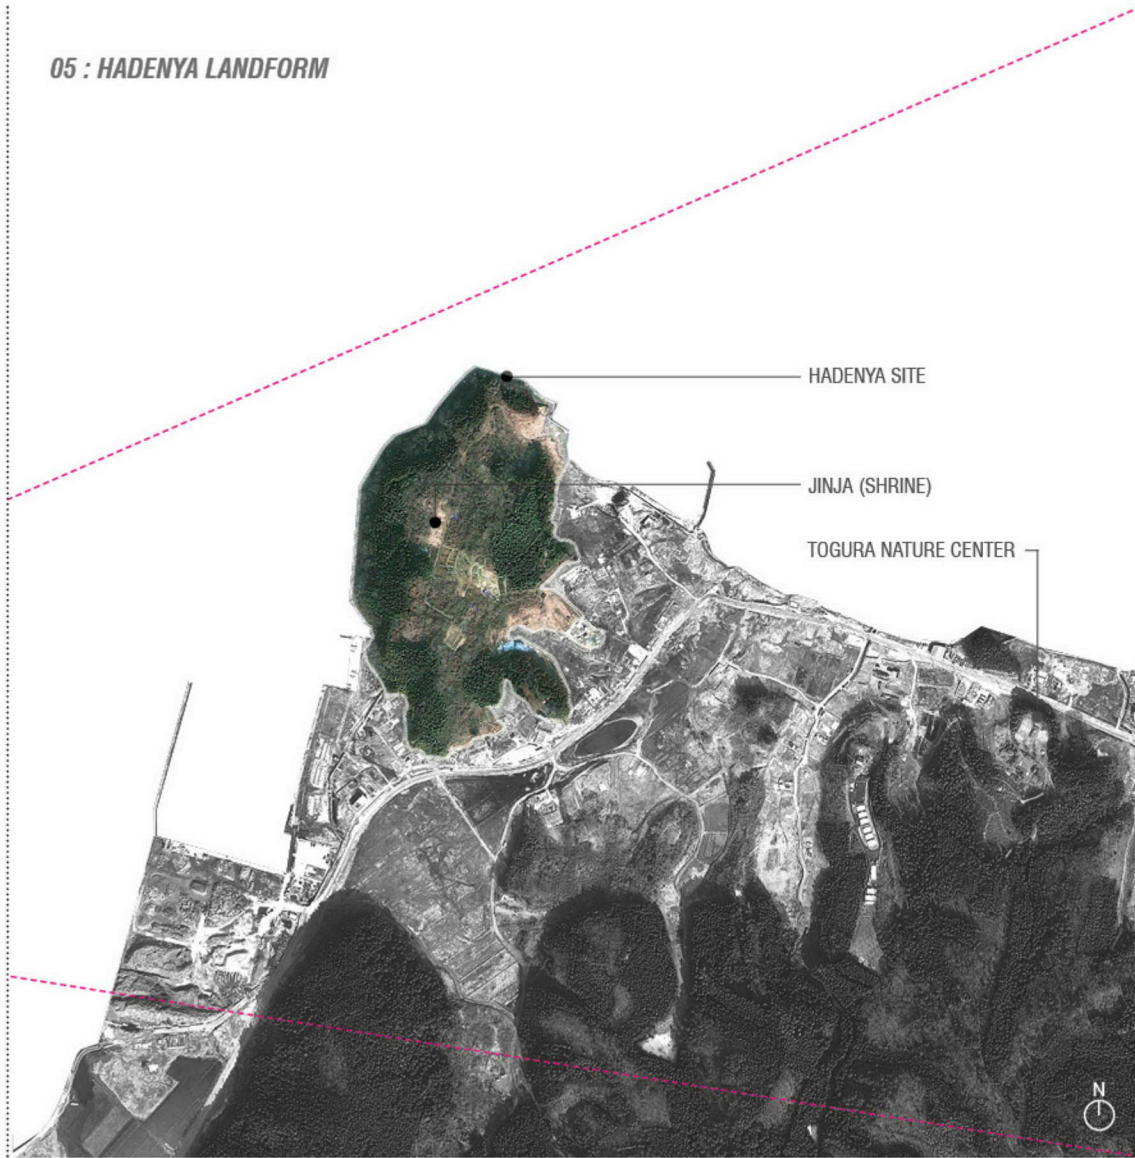 05 : HADENYA LANDFORM
HADENYA SITE
JINJA (SHRINE)
TOGURA NATURE CENTER
N